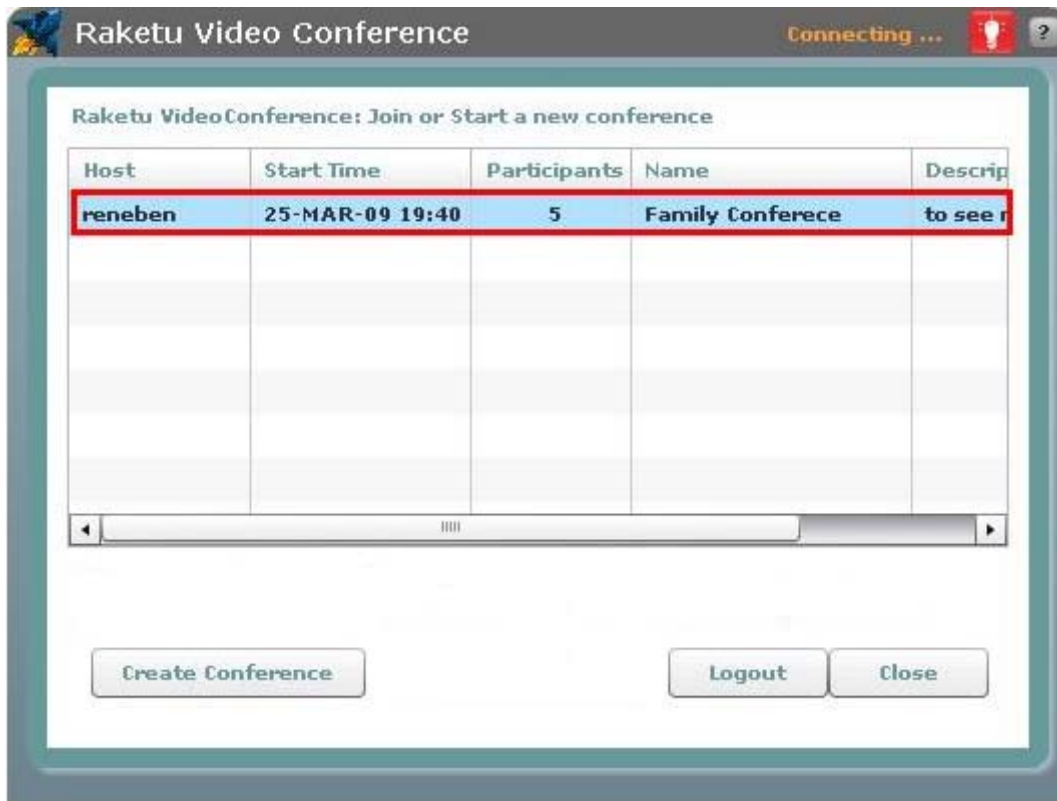 Raketu Video Conference Connecting ... ?
Raketu VideoConference: Join or Start a new conference
Host Start Time Participants Name Descrip
reneben 25-MAR-09 19:40 5 Family Conferece to see
Create Conference Logout Close